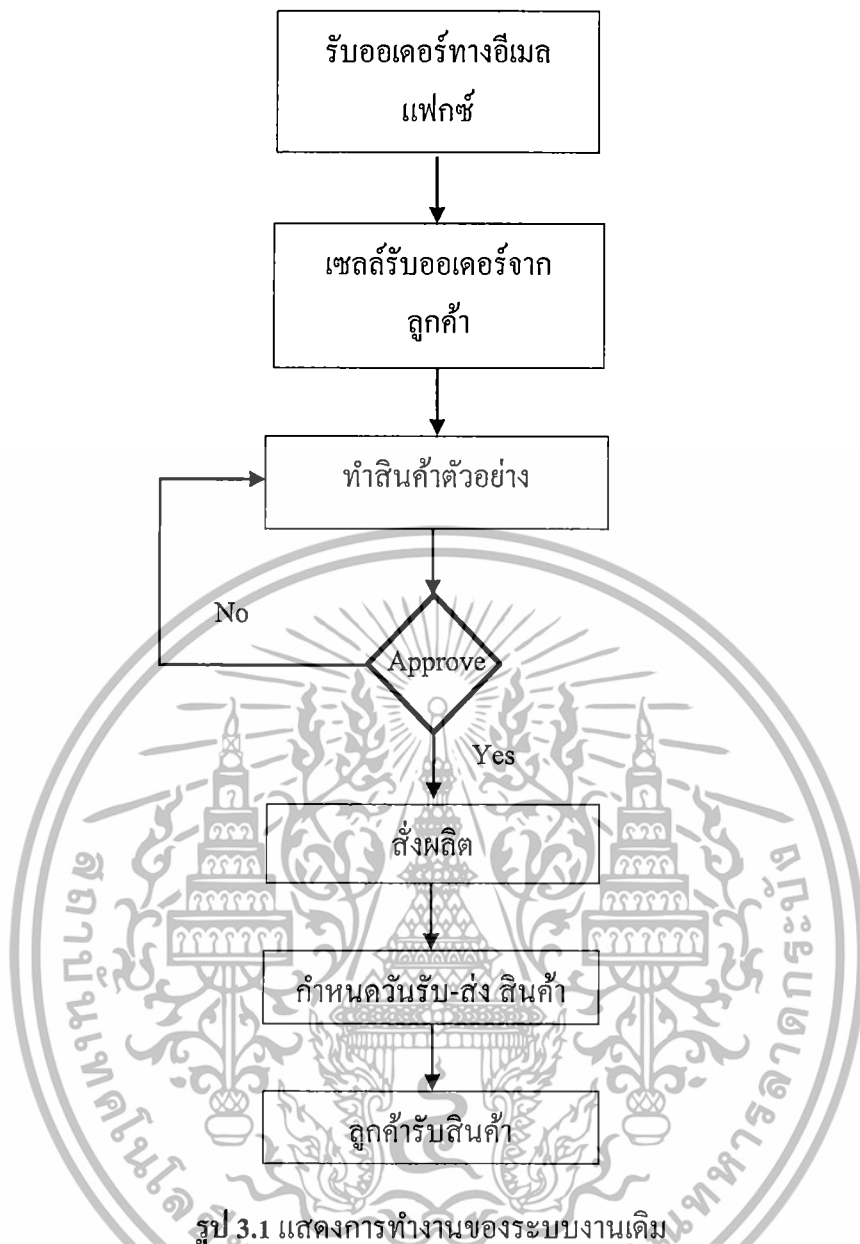 รับออเดอร์ทางอีเมล
แฟกซ์
เซลล์รับออเดอร์จาก
ลูกค้า
ทำสินค้าตัวอย่าง
No
Approve
Yes
สั่งผลิต
กำหนดวันรับ-ส่ง สินค้า
ลูกค้ารับสินค้า
รูป 3.1 แสดงการทำงานของระบบงานเดิม